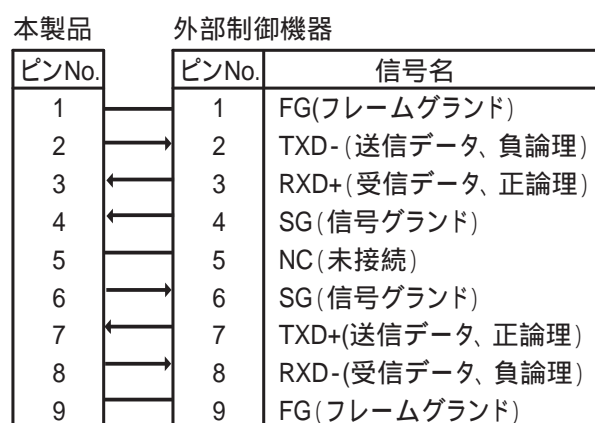 本製品 外部制御機器
ピンNo. ピンNo. 信号名
1 1 FG(フレームグランド)
2 2 TXD-(送信データ、負論理)
3 3 RXD+(受信データ、正論理)
4 4 SG(信号グランド)
5 5 NC(未接続)
6 6 SG(信号グランド)
7 7 TXD+(送信データ、正論理)
8 8 RXD-(受信データ、負論理)
9 9 FG(フレームグランド)